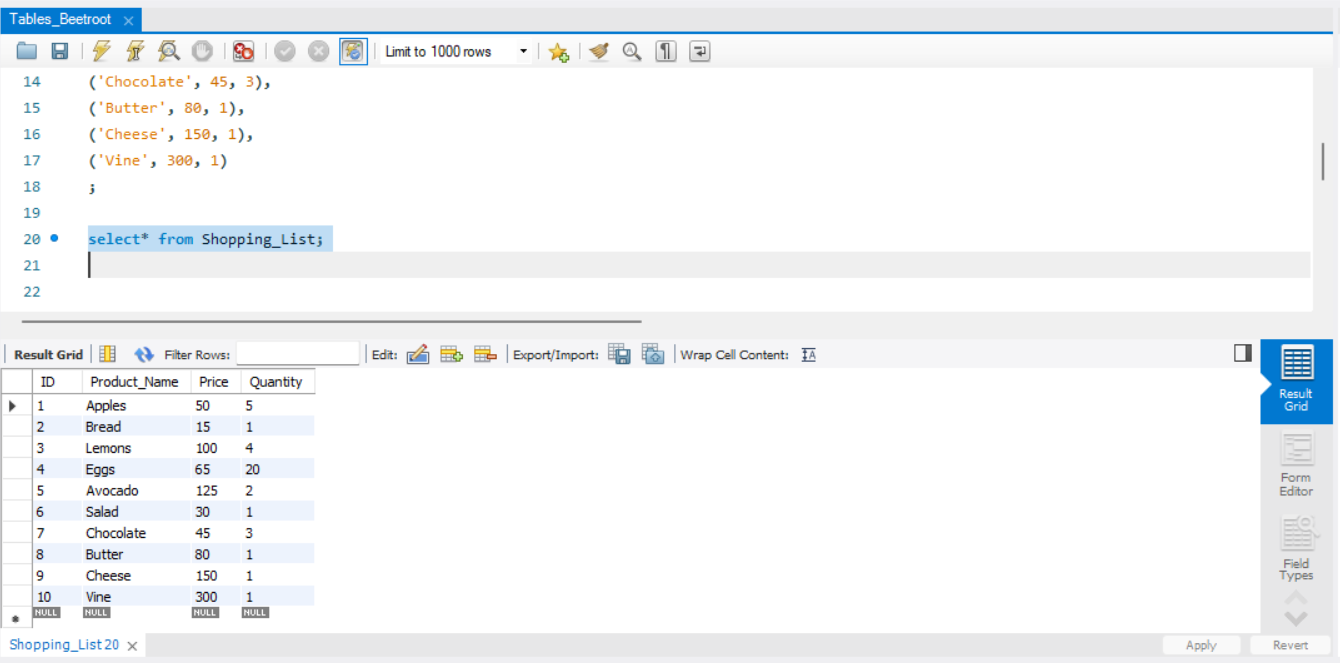 Tables_Beetroot
Limit to 1000 rows
14 ('Chocolate', 45, 3),
15 ('Butter', 80, 1),
16 ('Cheese', 150, 1),
17 ('Vine', 300, 1)
18 ;
19
20 select* from Shopping_List;
21
22
Result Grid Filter Rows: Edit: Export/Import: Wrap Cell Content:
ID Product_Name Price Quantity
1 Apples 50 5
2 Bread 15 1
3 Lemons 100 4
4 Eggs 65 20
5 Avocado 125 2
6 Salad 30 1
7 Chocolate 45 3
8 Butter 80 1
9 Cheese 150 1
10 Vine 300 1
NULL NULL NULL NULL
Result
Grid
Form
Editor
Field
Types
Shopping_List 20
Apply Revert